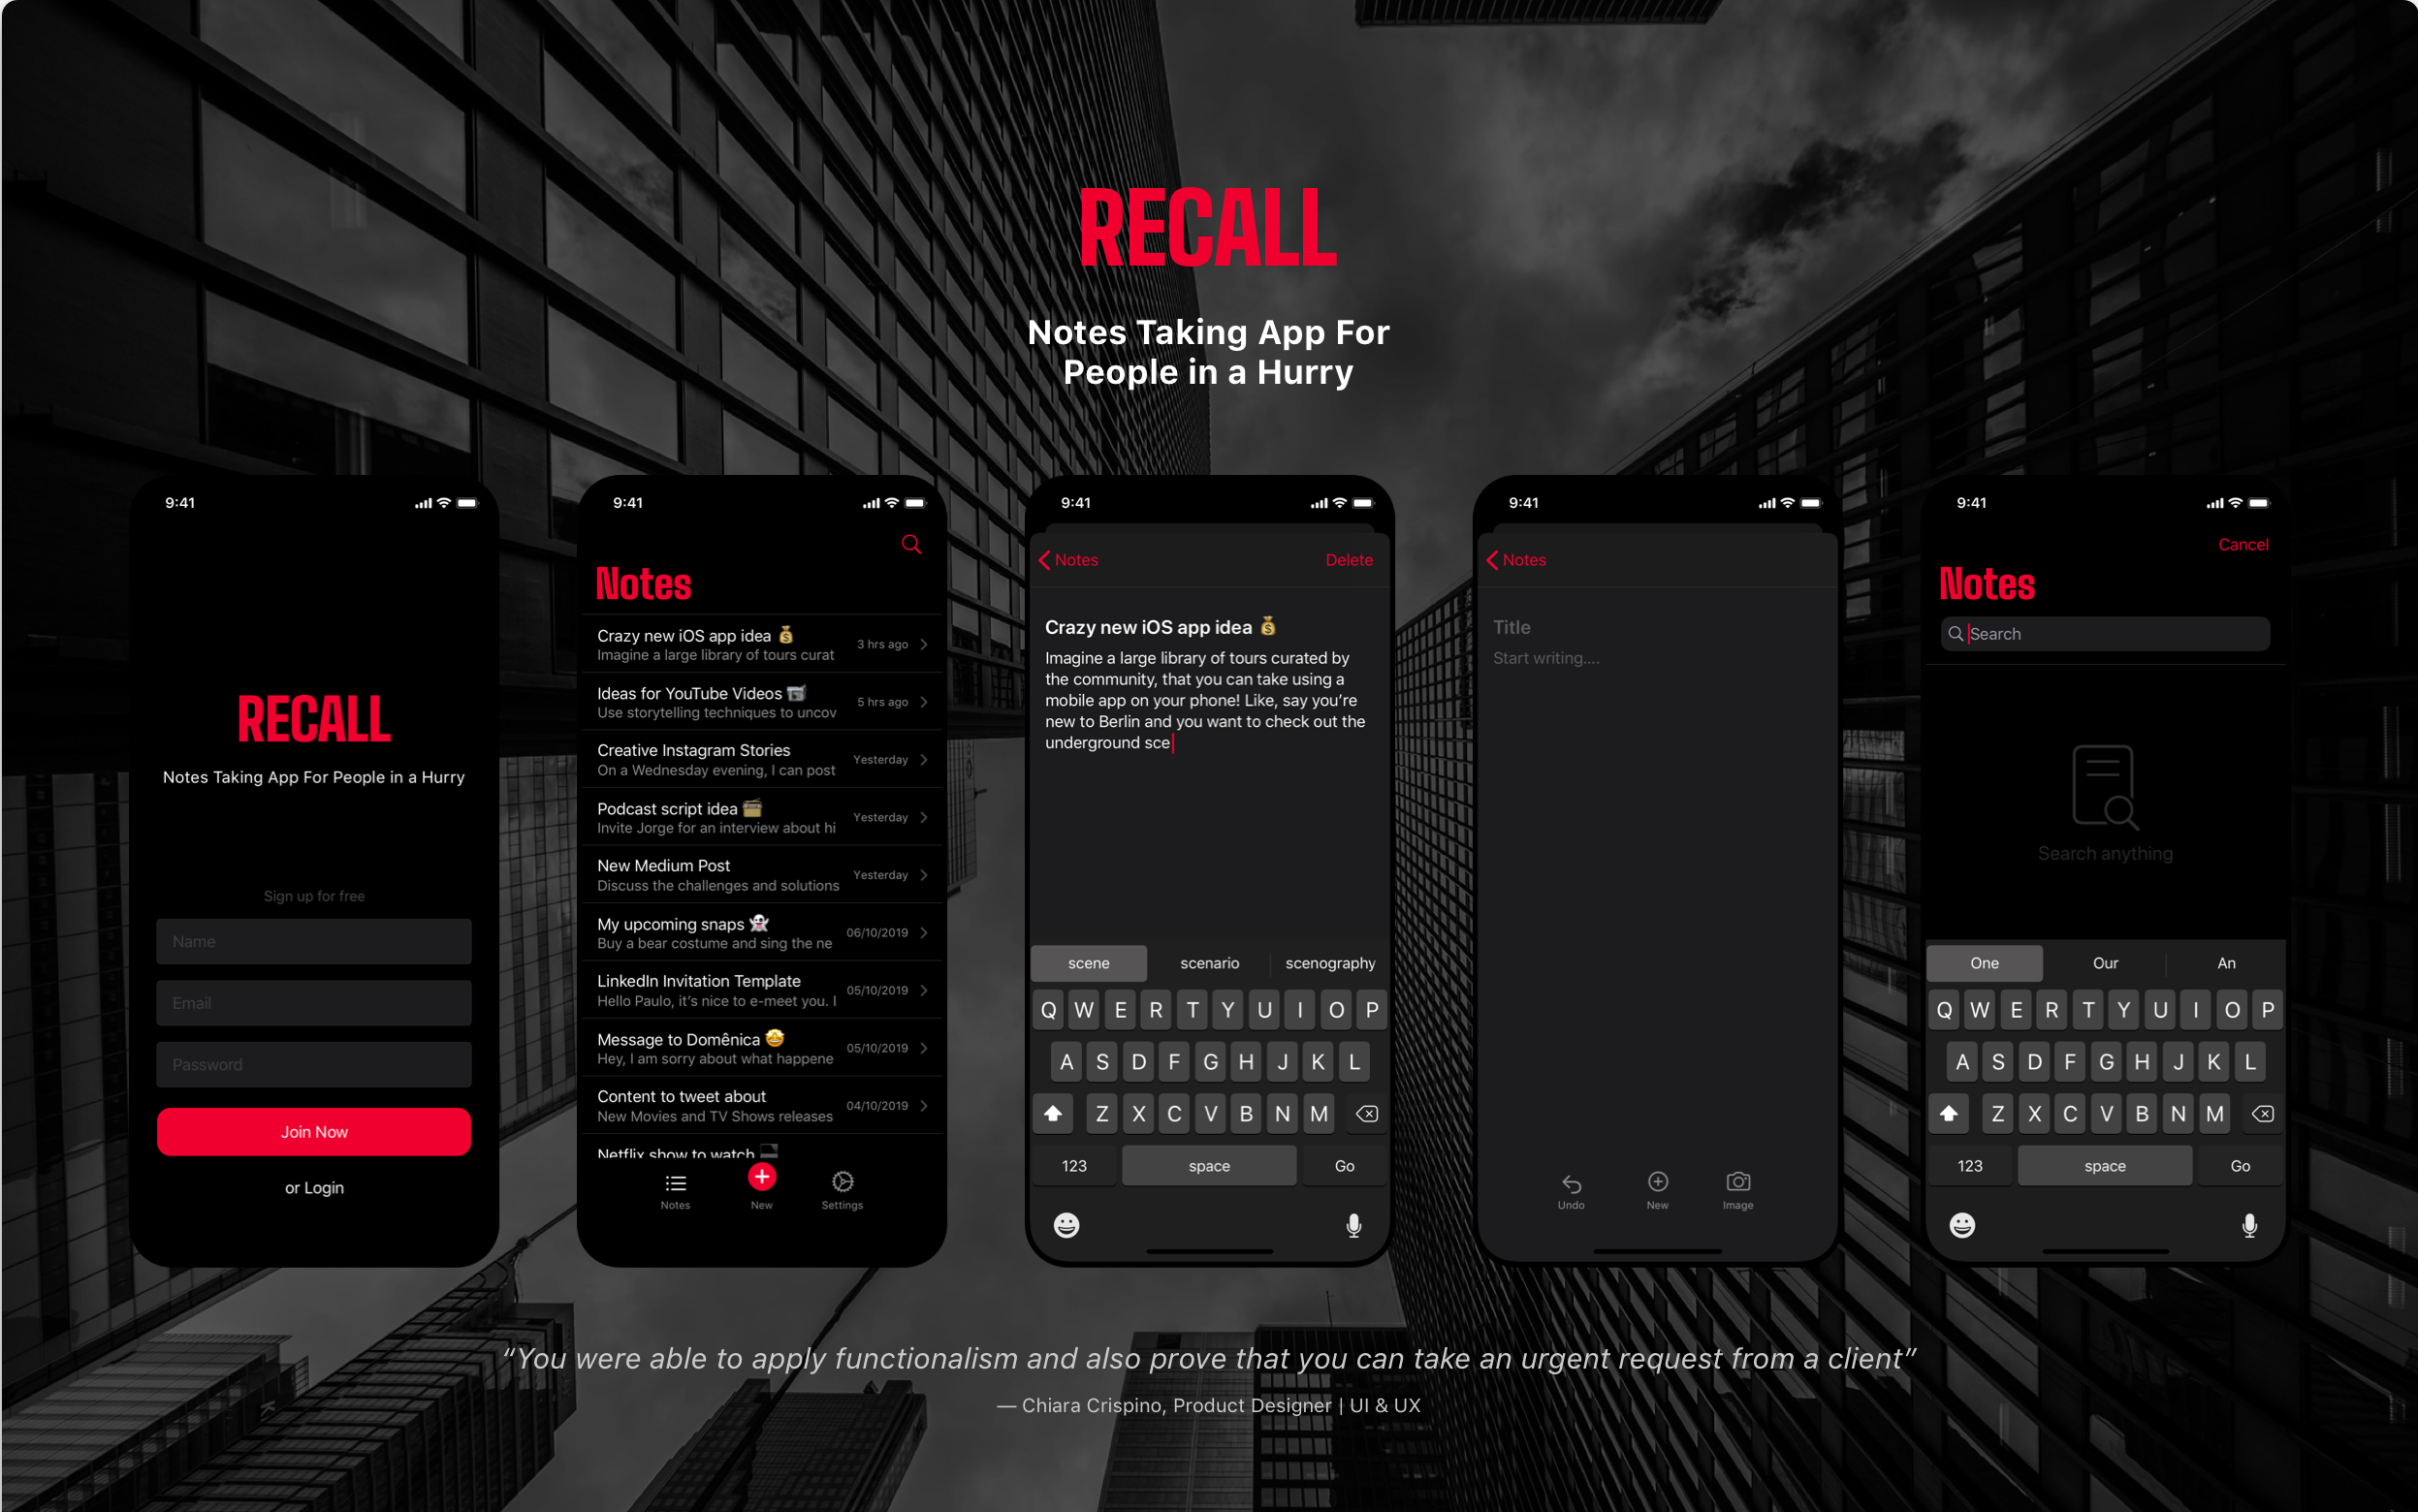 RECALL
Notes Taking App For
People in a Hurry
9:41
RECALL
Notes Taking App For People in a Hurry
Sign up for free
Name
Email
Password
Join Now
or Login
9:41
Notes
Crazy new iOS app idea 💰
Imagine a large library of tours curat
3 hrs ago
Ideas for YouTube Videos 📹
Use storytelling techniques to uncov
5 hrs ago
Creative Instagram Stories
On a Wednesday evening, I can post
Yesterday
Podcast script idea 🗃
Invite Jorge for an interview about hi
Yesterday
New Medium Post
Discuss the challenges and solutions
Yesterday
My upcoming snaps 👻
Buy a bear costume and sing the ne
06/10/2019
LinkedIn Invitation Template
Hello Paulo, it’s nice to e-meet you. I
05/10/2019
Message to Domênica 🤩
Hey, I am sorry about what happene
05/10/2019
Content to tweet about
New Movies and TV Shows releases
04/10/2019
Netflix show to watch
Notes
New
Settings
9:41
Notes
Delete
Crazy new iOS app idea 💰
Imagine a large library of tours curated by
the community, that you can take using a
mobile app on your phone! Like, say you’re
new to Berlin and you want to check out the
underground sce
scene scenario scenography
Q W E R T Y U I O P
A S D F G H J K L
Z X C V B N M
123 space Go
9:41
Notes
Title
Start writing....
Undo
New
Image
9:41
Cancel
Notes
Search
Search anything
One Our An
Q W E R T Y U I O P
A S D F G H J K L
Z X C V B N M
123 space Go
“You were able to apply functionalism and also prove that you can take an urgent request from a client”
— Chiara Crispino, Product Designer | UI & UX